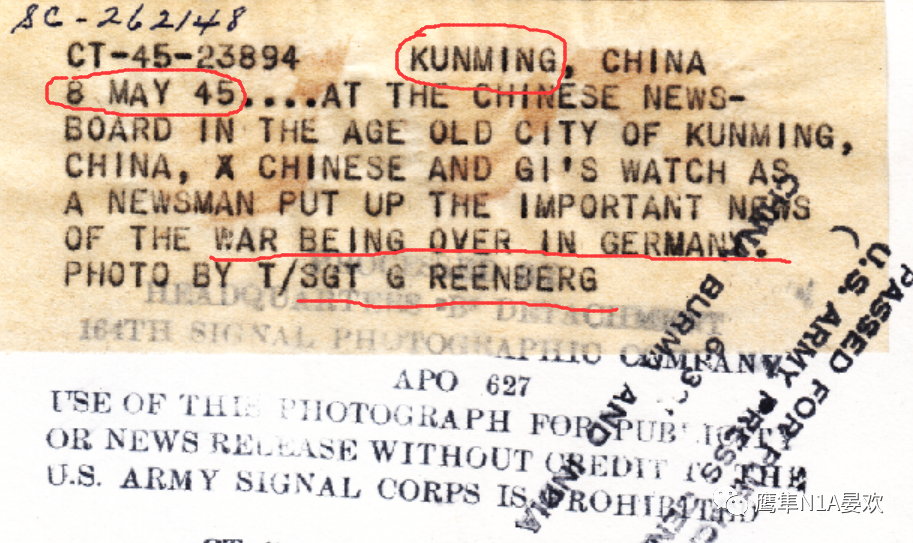 SC-262148
CT-45-23894 KUNMING, CHINA
8 MAY 45....AT THE CHINESE NEWS-
BOARD IN THE AGE OLD CITY OF KUNMING,
CHINA, X CHINESE AND GI'S WATCH AS
A NEWSMAN PUT UP THE IMPORTANT NEWS
OF THE WAR BEING OVER IN GERMANY.
PHOTO BY T/SGT G REENBERG
HEADQUARTERS "B" DETACHMENT
164TH SIGNAL PHOTOGRAPHIC COMPANY
APO 627
USE OF THIS PHOTOGRAPH FOR PUBLICITY
OR NEWS RELEASE WITHOUT CREDIT TO THE
U.S. ARMY SIGNAL CORPS IS PROHIBITED
PASSED FOR
U.S. ARMY PRESS
CHINA BURMA AND INDIA
鹰隼N1A晏欢